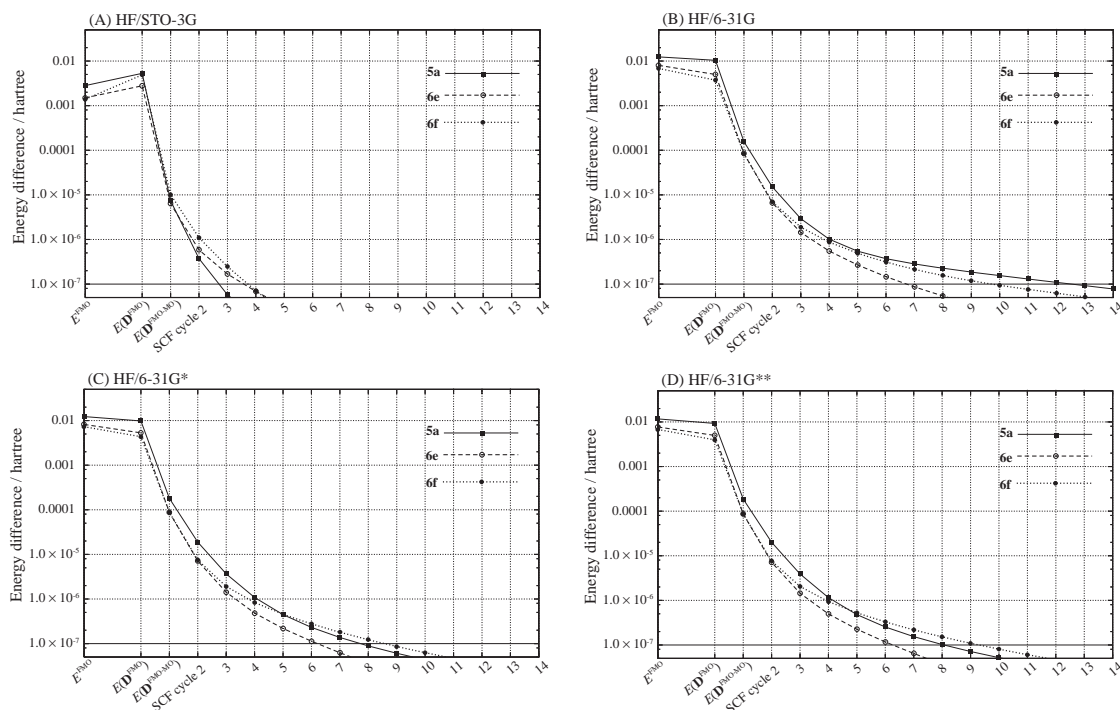 (A) HF/STO-3G
Energy difference / hartree
0.01
0.001
0.0001
1.0 × 10⁻⁵
1.0 × 10⁻⁶
1.0 × 10⁻⁷
5a
6e
6f
Eᶠᴹᴼ
E(Dᶠᴹᴼ)
E(Dᶠᴹᴼ⁻ᴹᴼ)
SCF cycle 2
3
4
5
6
7
8
9
10
11
12
13
14
(B) HF/6-31G
Energy difference / hartree
0.01
0.001
0.0001
1.0 × 10⁻⁵
1.0 × 10⁻⁶
1.0 × 10⁻⁷
5a
6e
6f
Eᶠᴹᴼ
E(Dᶠᴹᴼ)
E(Dᶠᴹᴼ⁻ᴹᴼ)
SCF cycle 2
3
4
5
6
7
8
9
10
11
12
13
14
(C) HF/6-31G*
Energy difference / hartree
0.01
0.001
0.0001
1.0 × 10⁻⁵
1.0 × 10⁻⁶
1.0 × 10⁻⁷
5a
6e
6f
Eᶠᴹᴼ
E(Dᶠᴹᴼ)
E(Dᶠᴹᴼ⁻ᴹᴼ)
SCF cycle 2
3
4
5
6
7
8
9
10
11
12
13
14
(D) HF/6-31G**
Energy difference / hartree
0.01
0.001
0.0001
1.0 × 10⁻⁵
1.0 × 10⁻⁶
1.0 × 10⁻⁷
5a
6e
6f
Eᶠᴹᴼ
E(Dᶠᴹᴼ)
E(Dᶠᴹᴼ⁻ᴹᴼ)
SCF cycle 2
3
4
5
6
7
8
9
10
11
12
13
14